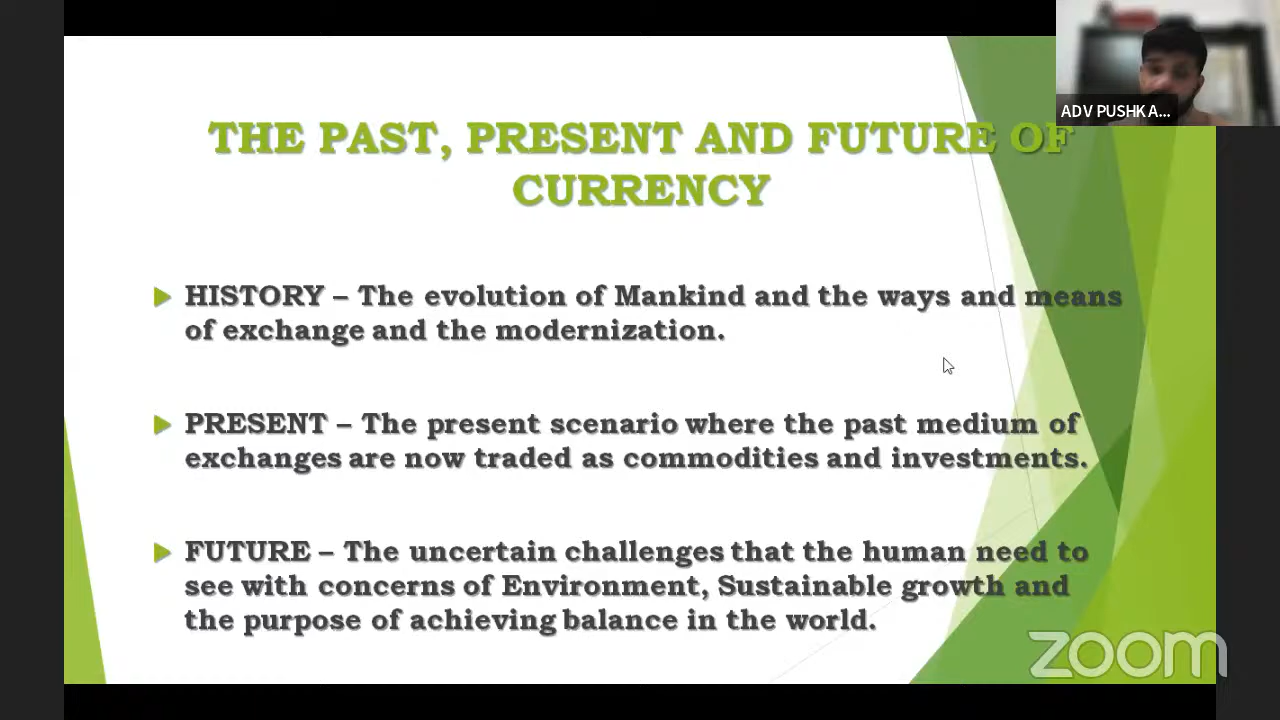 ADV PUSHKA...
THE PAST, PRESENT AND FUTURE OF
CURRENCY
HISTORY – The evolution of Mankind and the ways and means
of exchange and the modernization.
PRESENT – The present scenario where the past medium of
exchanges are now traded as commodities and investments.
FUTURE – The uncertain challenges that the human need to
see with concerns of Environment, Sustainable growth and
the purpose of achieving balance in the world.
zoom